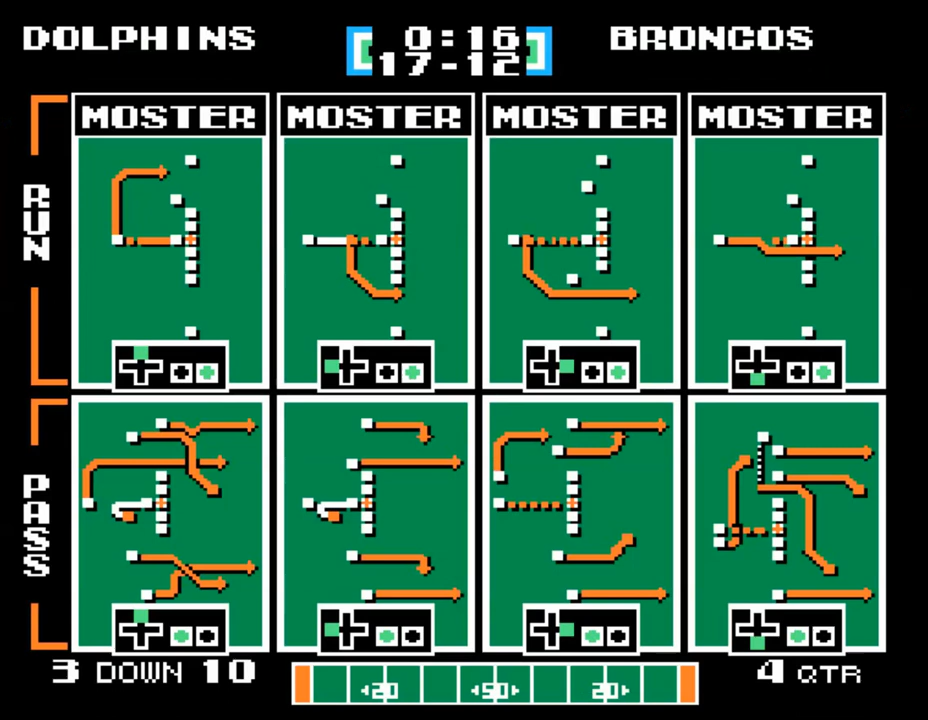 DOLPHINS 0:16 BRONCOS
17-12
MOSTER MOSTER MOSTER MOSTER
RUN
PASS
3 DOWN 10
20 50 20
4 QTR